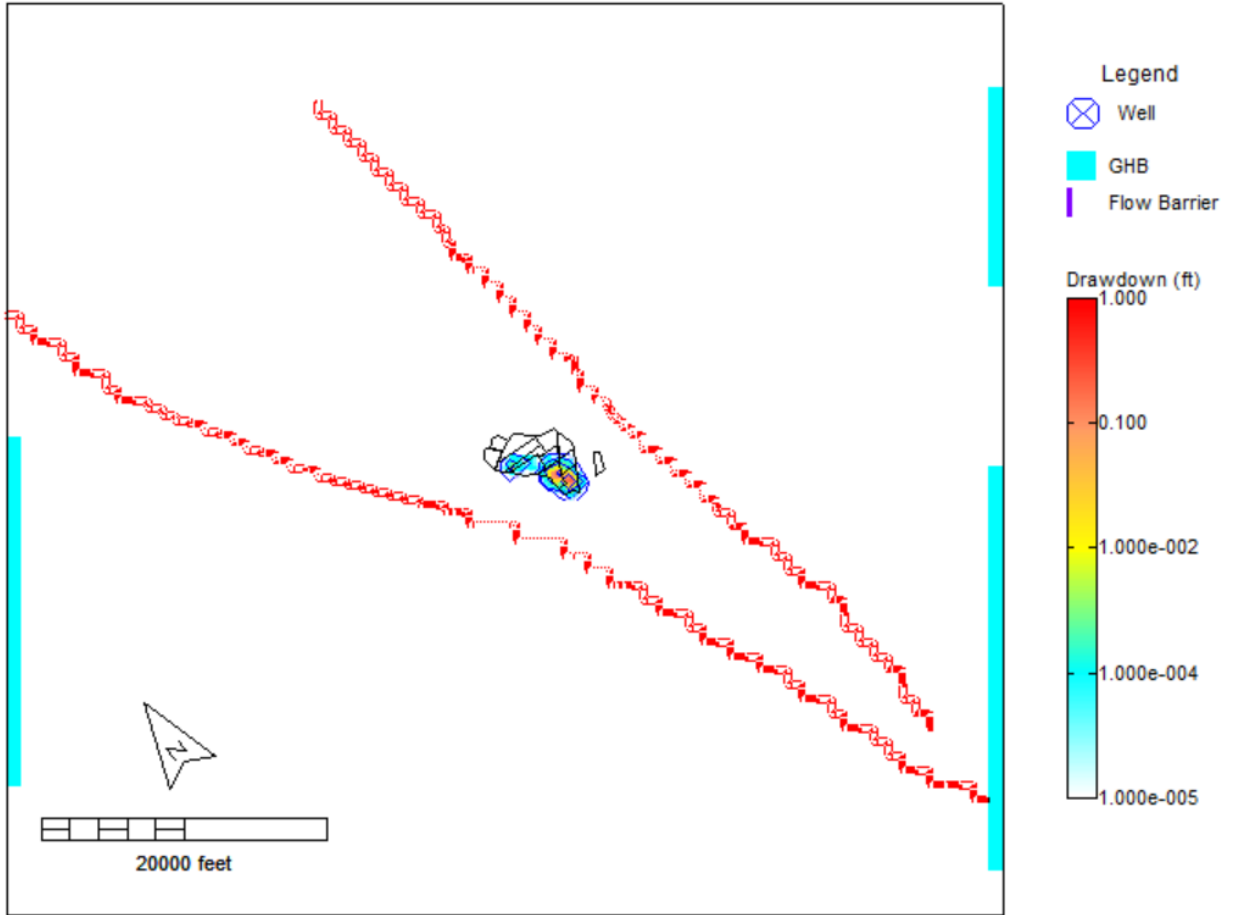 Legend
Well
GHB
Flow Barrier
Drawdown (ft)
1.000
0.100
1.000e-002
1.000e-004
1.000e-005
N
20000 feet